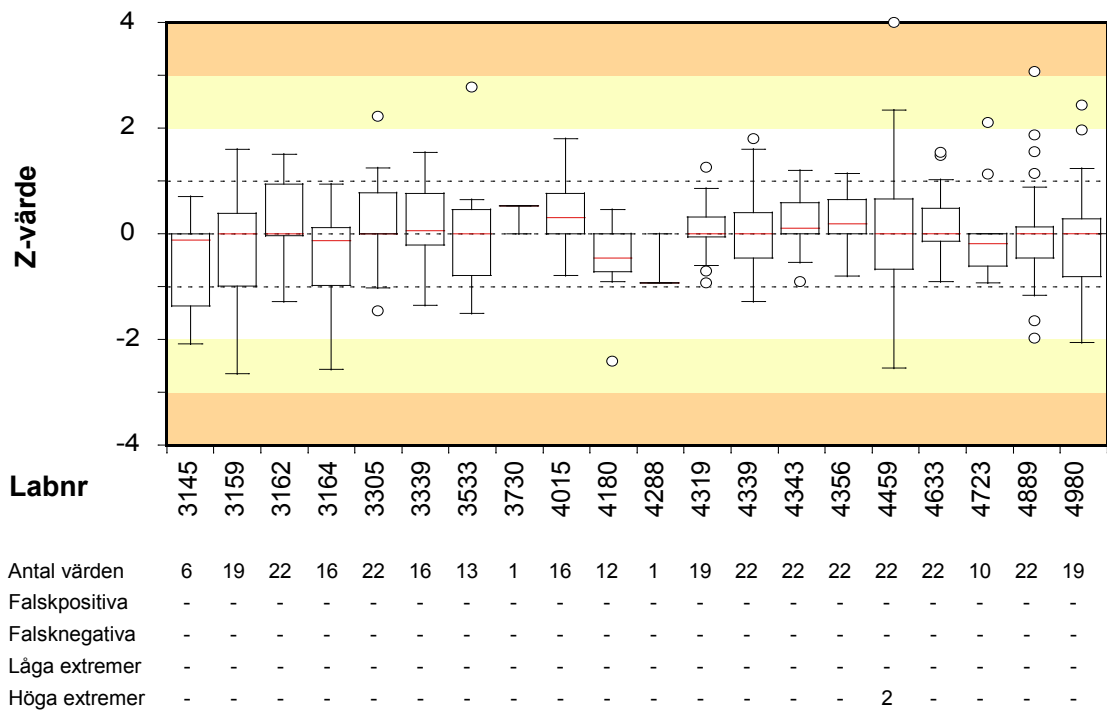 4
2
0
-2
-4
Z-värde
Labnr 3145 3159 3162 3164 3305 3339 3533 3730 4015 4180 4288 4319 4339 4343 4356 4459 4633 4723 4889 4980
Antal värden 6 19 22 16 22 16 13 1 16 12 1 19 22 22 22 22 22 10 22 19
Falskpositiva - - - - - - - - - - - - - - - - - - - -
Falsknegativa - - - - - - - - - - - - - - - - - - - -
Låga extremer - - - - - - - - - - - - - - - - - - - -
Höga extremer - - - - - - - - - - - - - - - 2 - - - -